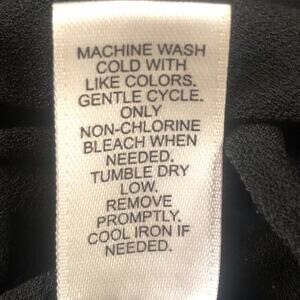 MACHINE WASH
COLD WITH
LIKE COLORS.
GENTLE CYCLE.
ONLY
NON-CHLORINE
BLEACH WHEN
NEEDED.
TUMBLE DRY
LOW.
REMOVE
PROMPTLY.
COOL IRON IF
NEEDED.